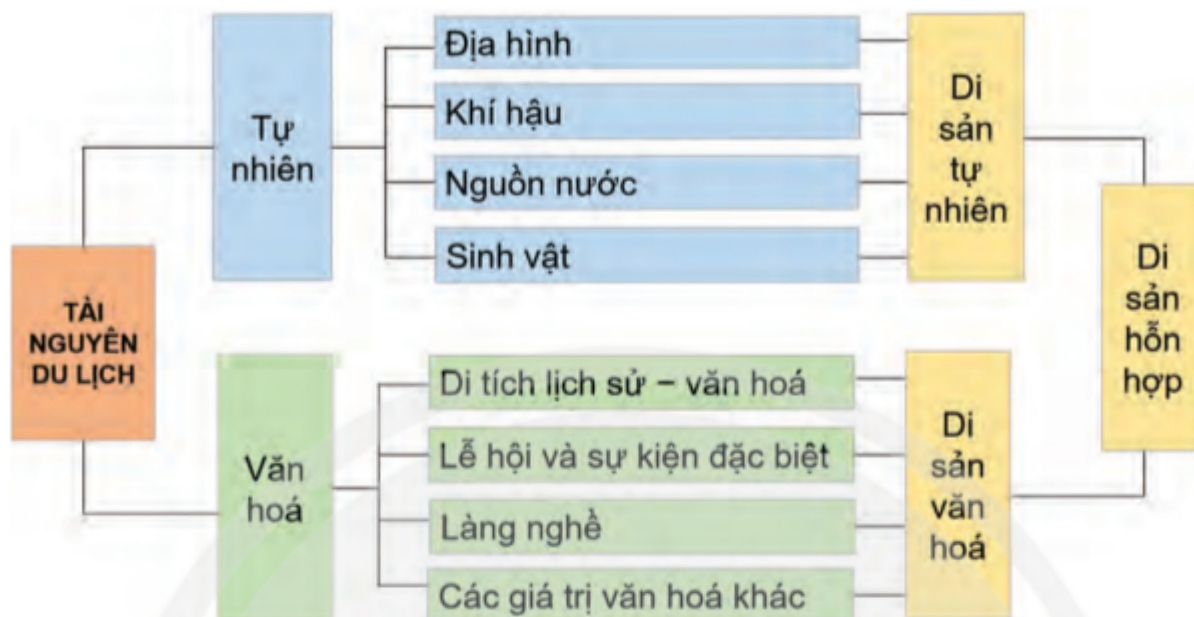 TÀI
NGUYÊN
DU LỊCH
Tự
nhiên
Địa hình
Khí hậu
Nguồn nước
Sinh vật
Di
sản
tự
nhiên
Văn
hoá
Di tích lịch sử – văn hoá
Lễ hội và sự kiện đặc biệt
Làng nghề
Các giá trị văn hoá khác
Di
sản
văn
hoá
Di
sản
hỗn
hợp